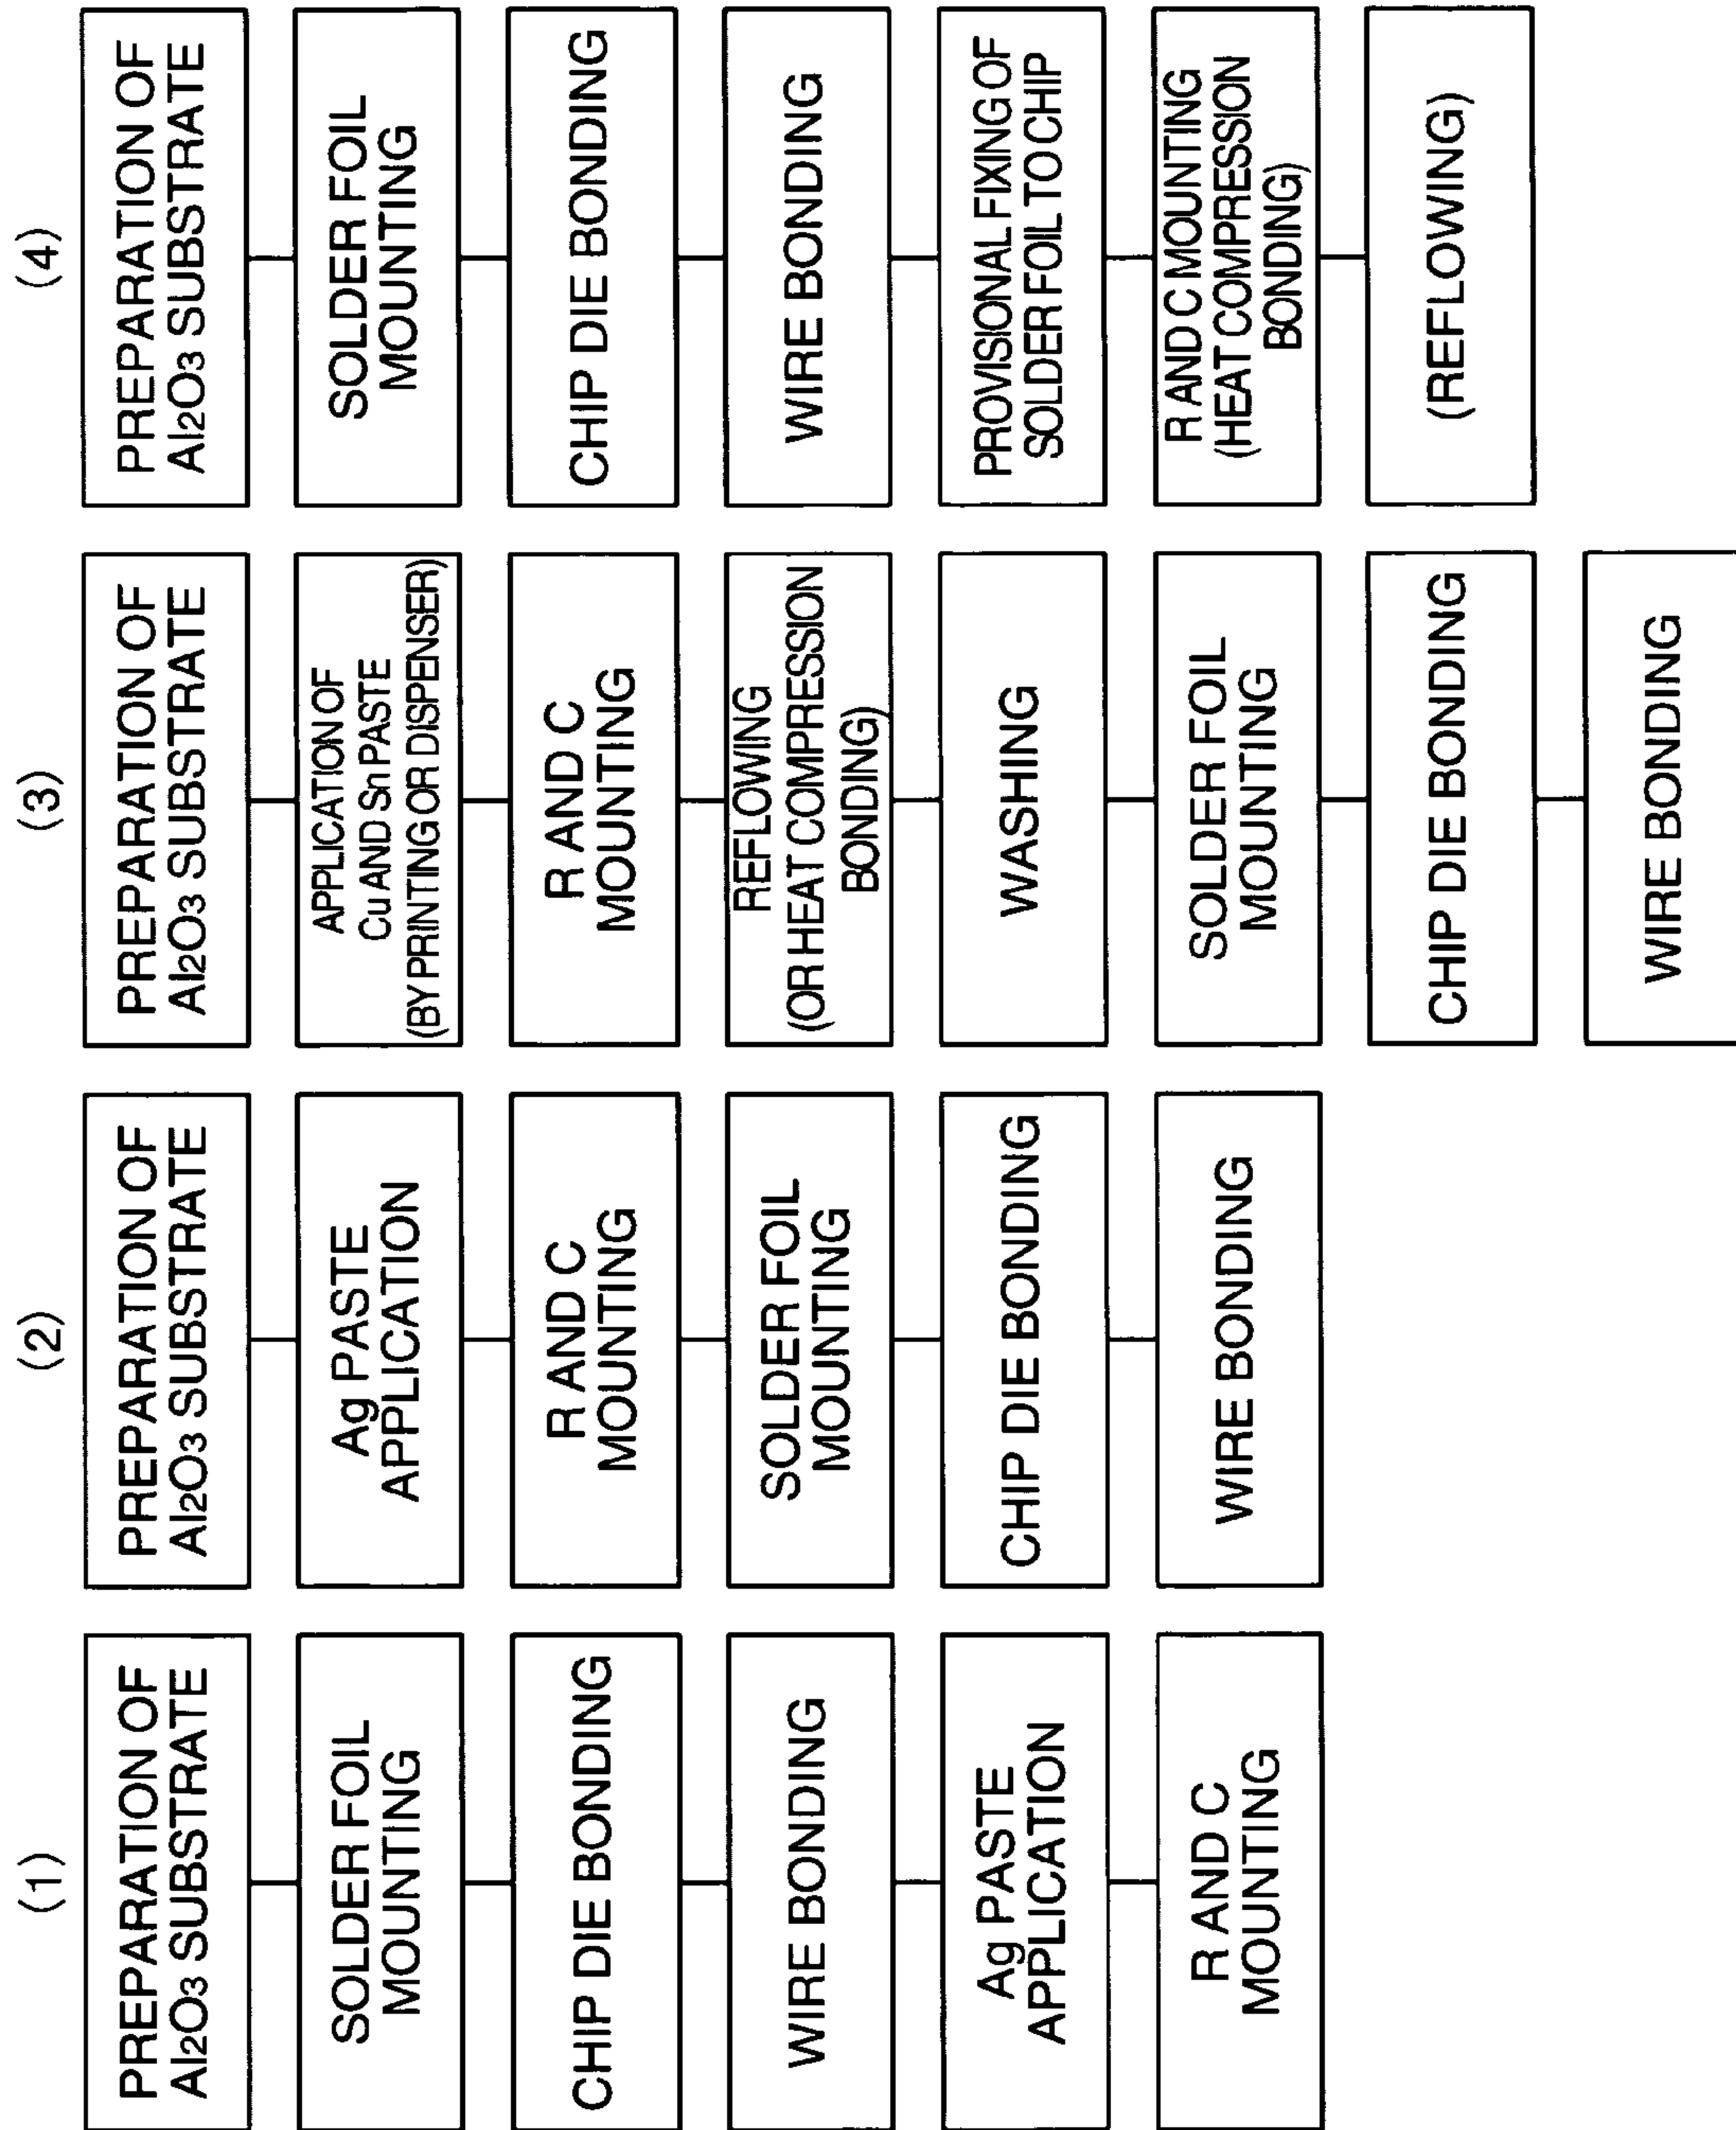 (1)
PREPARATION OF
Al2O3 SUBSTRATE
SOLDER FOIL
MOUNTING
CHIP DIE BONDING
WIRE BONDING
Ag PASTE
APPLICATION
R AND C
MOUNTING
(2)
PREPARATION OF
Al2O3 SUBSTRATE
Ag PASTE
APPLICATION
R AND C
MOUNTING
SOLDER FOIL
MOUNTING
CHIP DIE BONDING
WIRE BONDING
(3)
PREPARATION OF
Al2O3 SUBSTRATE
APPLICATION OF
Cu AND Sn PASTE
(BY PRINTING OR DISPENSER)
R AND C
MOUNTING
REFLOWING
(OR HEAT COMPRESSION
BONDING)
WASHING
SOLDER FOIL
MOUNTING
CHIP DIE BONDING
WIRE BONDING
(4)
PREPARATION OF
Al2O3 SUBSTRATE
SOLDER FOIL
MOUNTING
CHIP DIE BONDING
WIRE BONDING
PROVISIONAL FIXING OF
SOLDER FOIL TO CHIP
R AND C MOUNTING
(HEAT COMPRESSION
BONDING)
(REFLOWING)